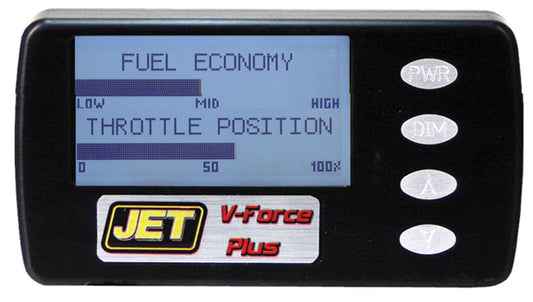 FUEL ECONOMY
LOW MID HIGH
THROTTLE POSITION
0 50 100%
PWR
DIM
JET V-Force
Plus